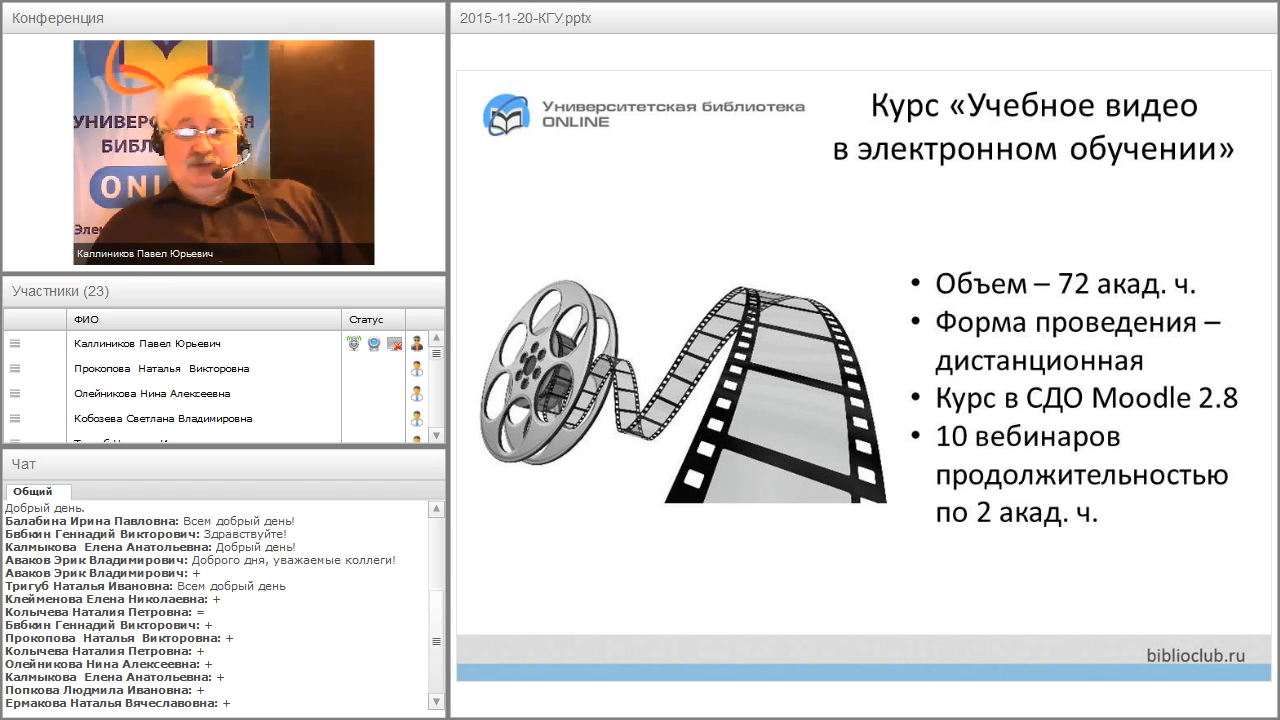 Конференция
УНИВЕРСИТЕТСКАЯ
Каллиников Павел Юрьевич
Участники (23)
ФИО
Статус
Каллиников Павел Юрьевич
Прокопова Наталья Викторовна
Олейникова Нина Алексеевна
Кобозева Светлана Владимировна
Чат
Общий
Добрый день.
Балабина Ирина Павловна: Всем добрый день!
Бвбкин Геннадий Викторович: Здравствуйте!
Калмыкова Елена Анатольевна: Добрый день!
Аваков Эрик Владимирович: Доброго дня, уважаемые коллеги!
Аваков Эрик Владимирович: +
Тригуб Наталья Ивановна: Всем добрый день
Клейменова Елена Николаевна: +
Колычева Наталия Петровна: =
Бвбкин Геннадий Викторович: +
Прокопова Наталья Викторовна: +
Колычева Наталия Петровна: +
Олейникова Нина Алексеевна: +
Калмыкова Елена Анатольевна: +
Попкова Людмила Ивановна: +
Ермакова Наталья Вячеславовна: +
2015-11-20-КГУ.pptx
Университетская библиотека
ONLINE
Курс «Учебное видео
в электронном обучении»
• Объем – 72 акад. ч.
• Форма проведения –
дистанционная
• Курс в СДО Moodle 2.8
• 10 вебинаров
продолжительностью
по 2 акад. ч.
biblioclub.ru